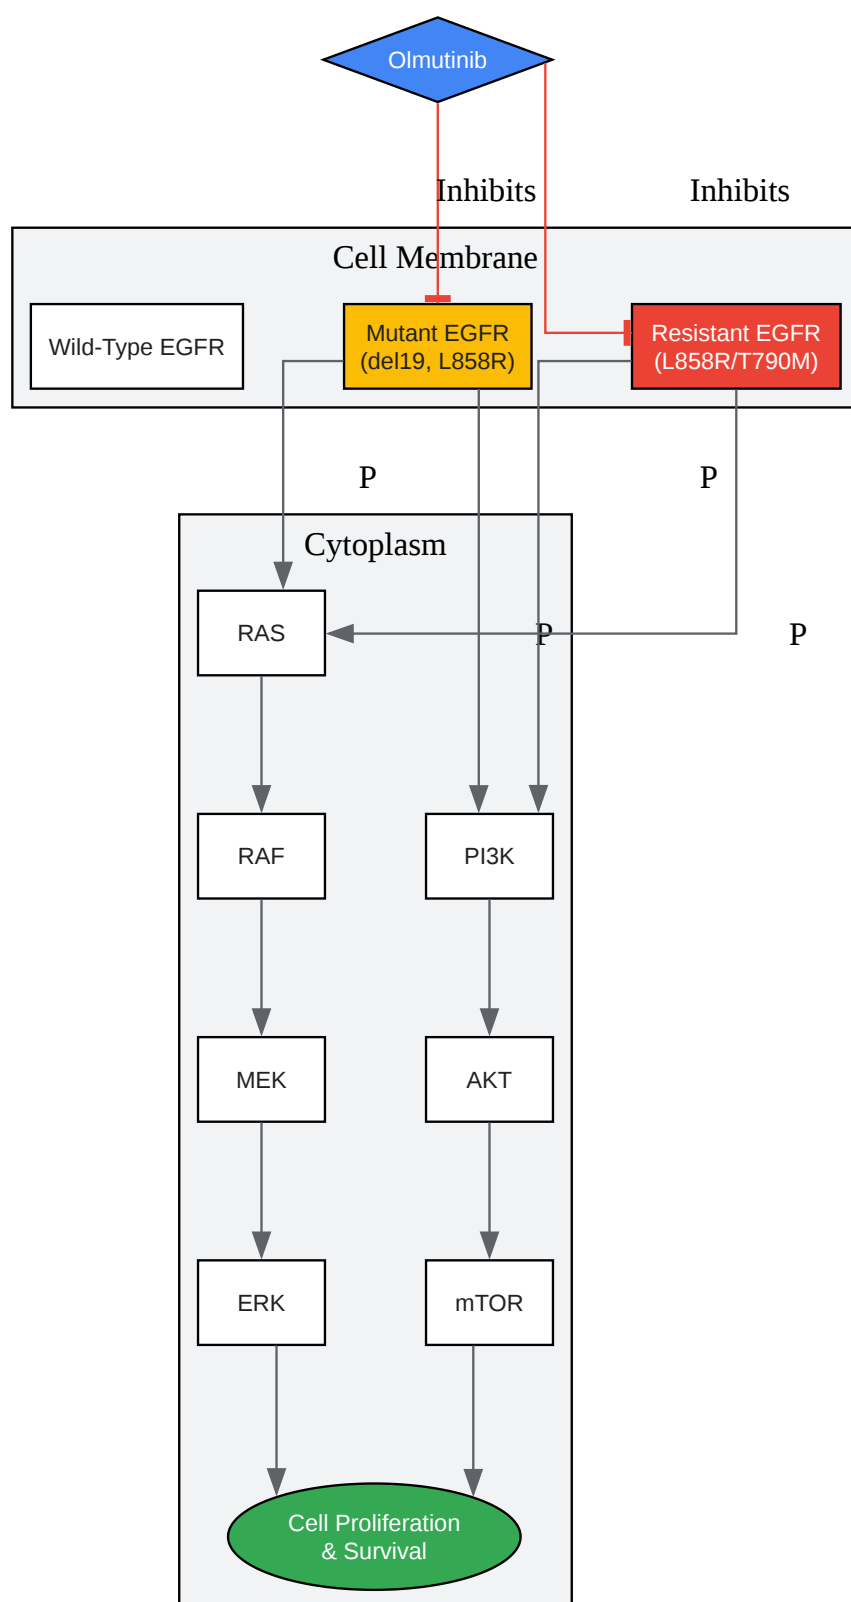 Olmutinib
Inhibits
Inhibits
Cell Membrane
Wild-Type EGFR
Mutant EGFR
(del19, L858R)
Resistant EGFR
(L858R/T790M)
P
P
Cytoplasm
RAS
P
P
RAF
PI3K
MEK
AKT
ERK
mTOR
Cell Proliferation
& Survival